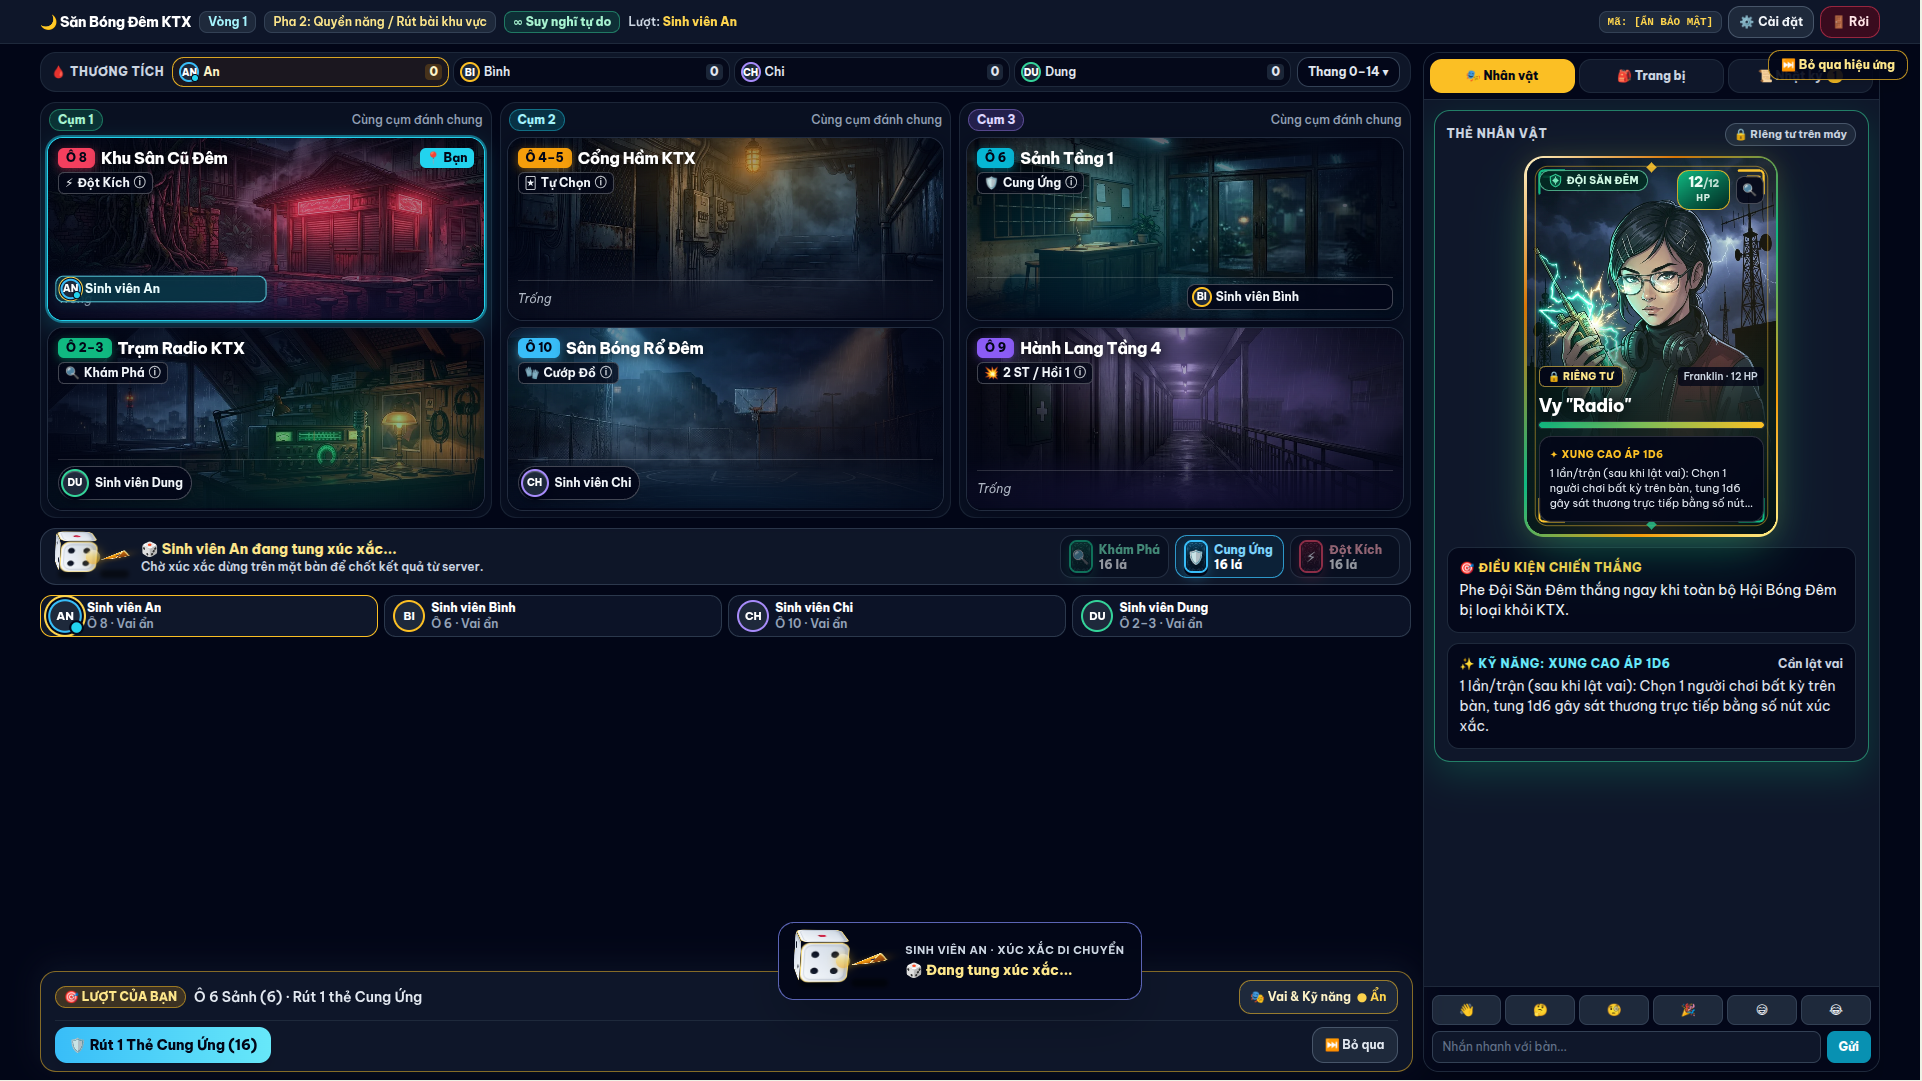 Săn Bóng Đêm KTX
Vòng 1
Pha 2: Quyền năng / Rút bài khu vực
∞ Suy nghĩ tự do
Lượt: Sinh viên An
Mã: [ẨN BẢO MẬT]
Cài đặt
Rời
THƯƠNG TÍCH
AN An 0
BI Bình 0
CH Chi 0
DU Dung 0
Thang 0–14 ▾
Bỏ qua hiệu ứng
Nhân vật
Trang bị
Cụm 1
Cùng cụm đánh chung
Ô 8 Khu Sân Cũ Đêm
Bạn
Đột Kích ⓘ
AN Sinh viên An
Ô 2–3 Trạm Radio KTX
Khám Phá ⓘ
DU Sinh viên Dung
Cụm 2
Cùng cụm đánh chung
Ô 4–5 Cổng Hầm KTX
Tự Chọn ⓘ
Trống
Ô 10 Sân Bóng Rổ Đêm
Cướp Đồ ⓘ
CH Sinh viên Chi
Cụm 3
Cùng cụm đánh chung
Ô 6 Sảnh Tầng 1
Cung Ứng ⓘ
BI Sinh viên Bình
Ô 9 Hành Lang Tầng 4
2 ST / Hồi 1 ⓘ
Trống
Sinh viên An đang tung xúc xắc...
Chờ xúc xắc dừng trên mặt bàn để chốt kết quả từ server.
Khám Phá
16 lá
Cung Ứng
16 lá
Đột Kích
16 lá
AN
Sinh viên An
Ô 8 · Vai ẩn
BI
Sinh viên Bình
Ô 6 · Vai ẩn
CH
Sinh viên Chi
Ô 10 · Vai ẩn
DU
Sinh viên Dung
Ô 2–3 · Vai ẩn
SINH VIÊN AN · XÚC XẮC DI CHUYỂN
Đang tung xúc xắc...
LƯỢT CỦA BẠN
Ô 6 Sảnh (6) · Rút 1 thẻ Cung Ứng
Vai & Kỹ năng
Ẩn
Rút 1 Thẻ Cung Ứng (16)
Bỏ qua
THẺ NHÂN VẬT
Riêng tư trên máy
ĐỘI SĂN ĐÊM
12/12
HP
RIÊNG TƯ
Franklin · 12 HP
Vy "Radio"
XUNG CAO ÁP 1D6
1 lần/trận (sau khi lật vai): Chọn 1
người chơi bất kỳ trên bàn, tung 1d6
gây sát thương trực tiếp bằng số nút...
ĐIỀU KIỆN CHIẾN THẮNG
Phe Đội Săn Đêm thắng ngay khi toàn bộ Hội Bóng Đêm
bị loại khỏi KTX.
KỸ NĂNG: XUNG CAO ÁP 1D6
Cần lật vai
1 lần/trận (sau khi lật vai): Chọn 1 người chơi bất kỳ trên
bàn, tung 1d6 gây sát thương trực tiếp bằng số nút xúc
xắc.
Nhắn nhanh với bàn...
Gửi